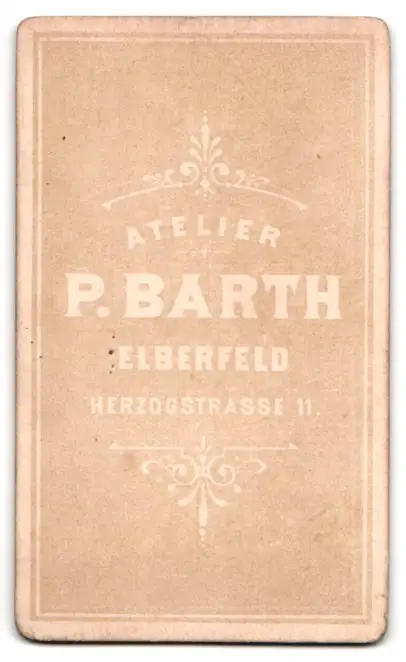 ATELIER
P. BARTH
ELBERFELD
HERZOGSTRASSE 11.